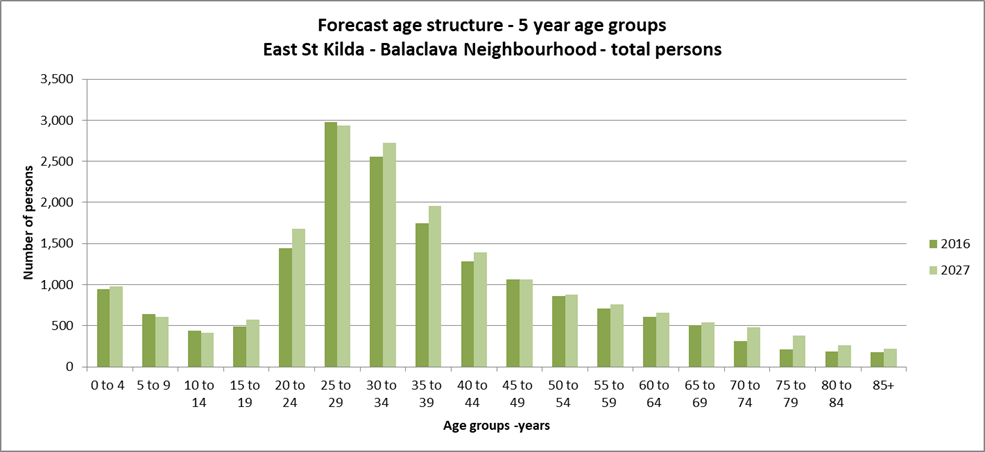 Forecast age structure - 5 year age groups
East St Kilda - Balaclava Neighbourhood - total persons
3,500
3,000
2,500
2,000
1,500
1,000
500
0
Number of persons
0 to 4 5 to 9 10 to 15 to 20 to 25 to 30 to 35 to 40 to 45 to 50 to 55 to 60 to 65 to 70 to 75 to 80 to 85+
14 19 24 29 34 39 44 49 54 59 64 69 74 79 84
Age groups -years
2016
2027